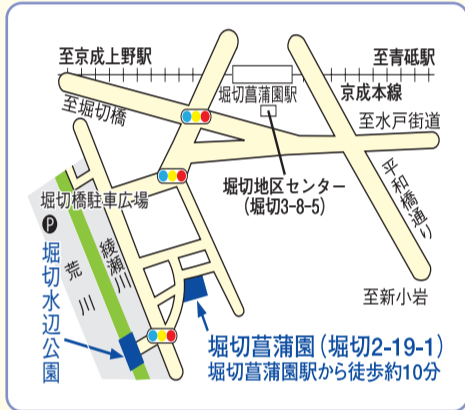 至京成上野駅
至青砥駅
堀切菖蒲園駅
京成本線
至堀切橋
至水戸街道
堀切地区センター
(堀切3-8-5)
平和橋通り
堀切橋駐車広場
P
綾瀬川
荒川
堀切水辺公園
至新小岩
堀切菖蒲園(堀切2-19-1)
堀切菖蒲園駅から徒歩約10分